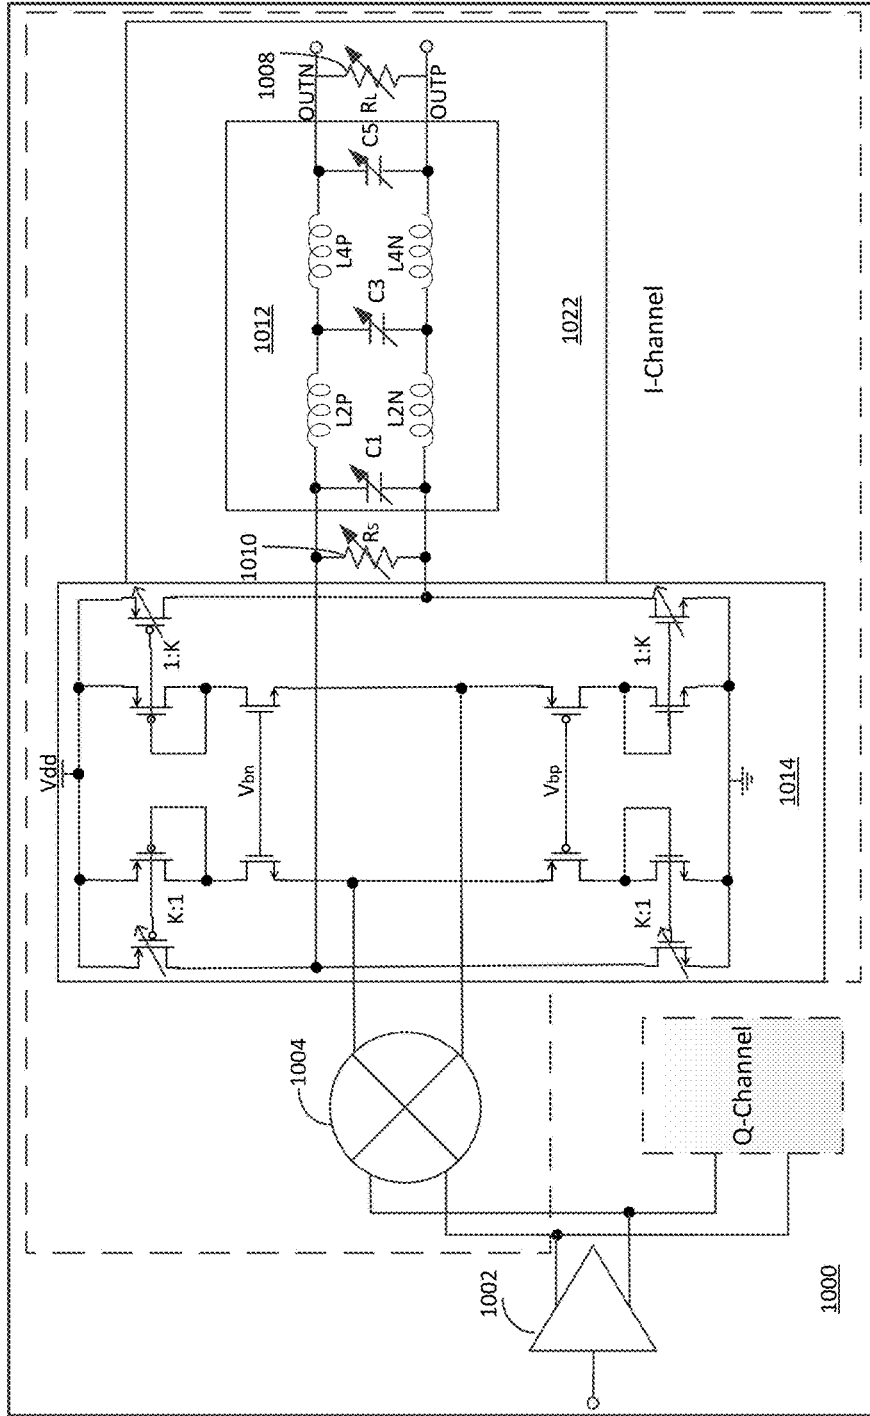 1000
1002
1004
Q-Channel
I-Channel
Vdd
K:1
1:K
Vbn
Vbp
K:1
1:K
1014
1010
Rs
C1
L2P
L2N
C3
L4P
L4N
C5
1012
1022
1008
RL
OUTN
OUTP